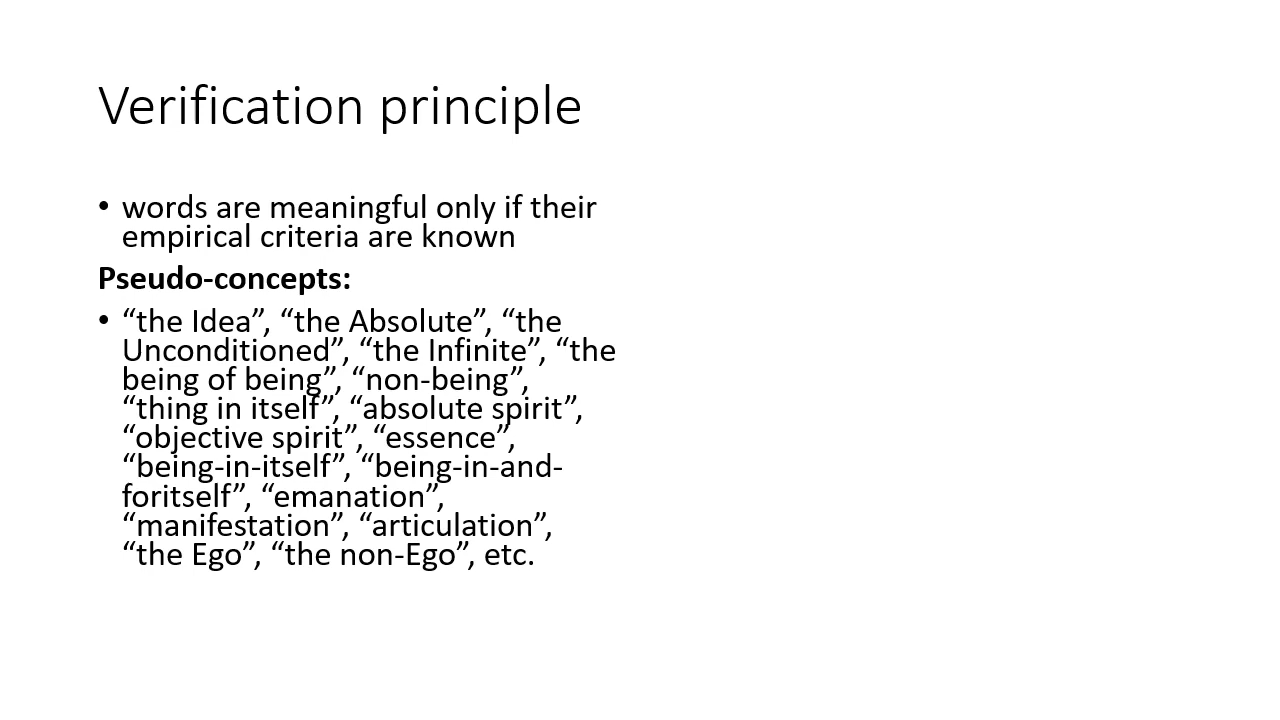 Verification principle
• words are meaningful only if their
empirical criteria are known
Pseudo-concepts:
• “the Idea”, “the Absolute”, “the
Unconditioned”, “the Infinite”, “the
being of being”, “non-being”,
“thing in itself”, “absolute spirit”,
“objective spirit”, “essence”,
“being-in-itself”, “being-in-and-
foritself”, “emanation”,
“manifestation”, “articulation”,
“the Ego”, “the non-Ego”, etc.